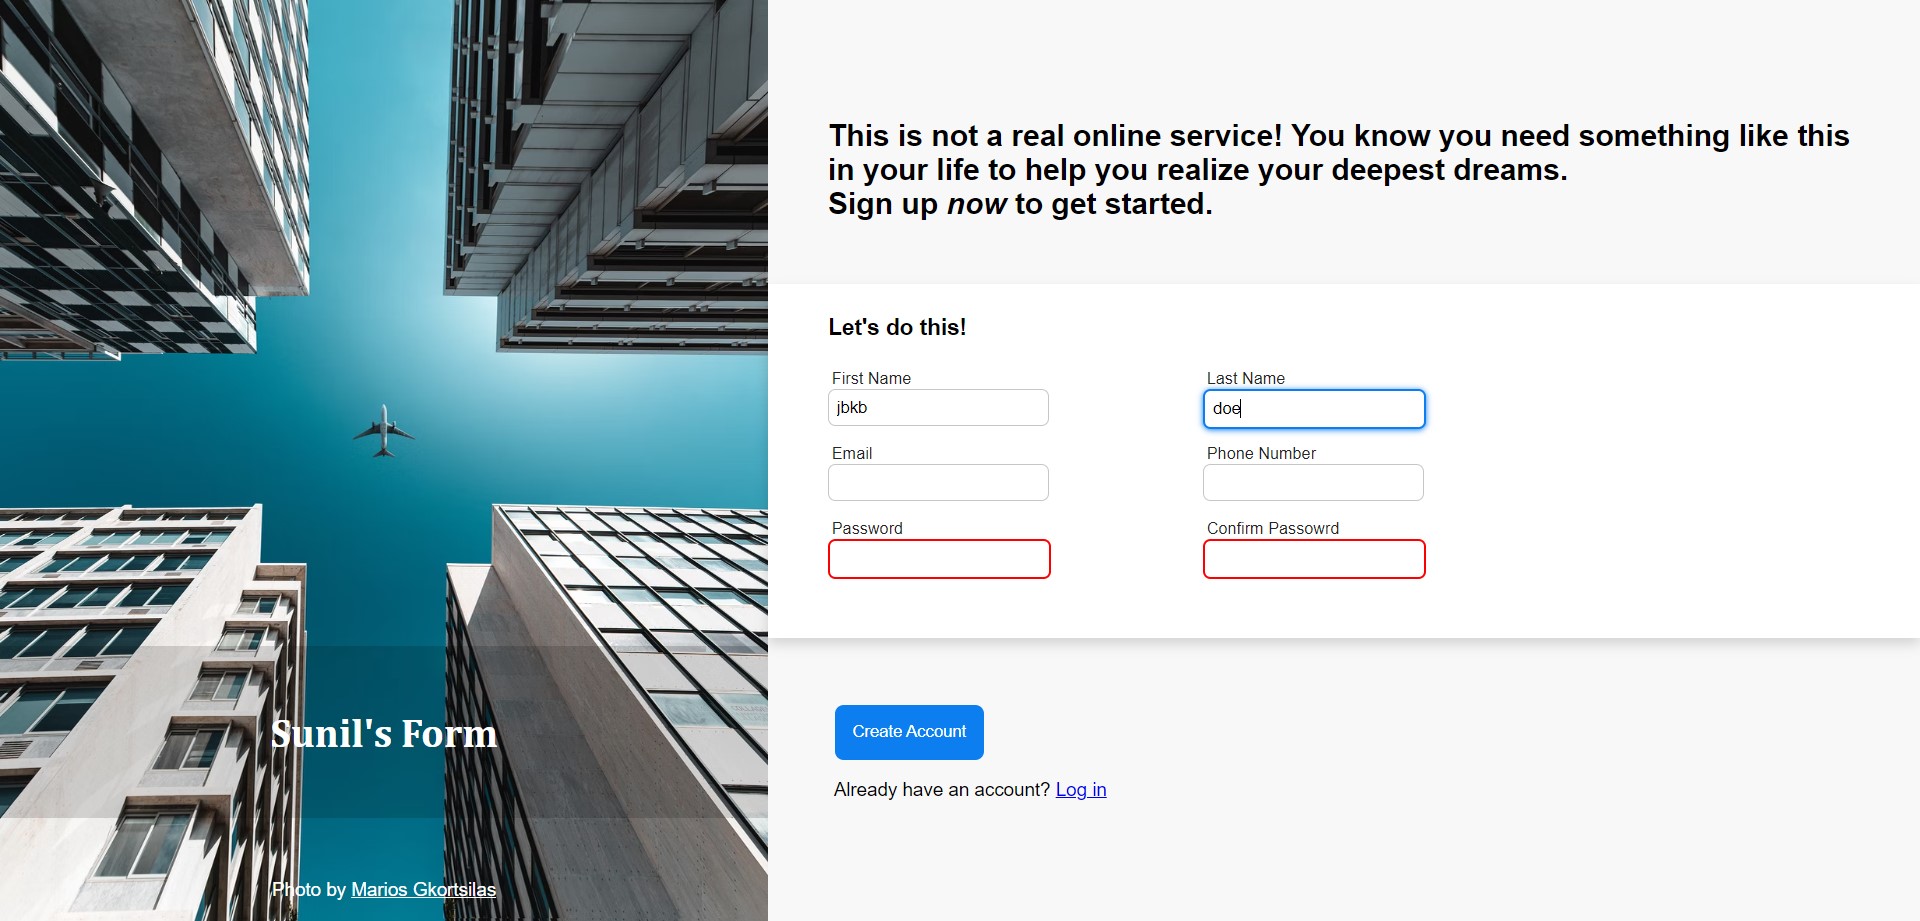 This is not a real online service! You know you need something like this
in your life to help you realize your deepest dreams.
Sign up now to get started.
Let's do this!
First Name
Last Name
jbkb
doe
Email
Phone Number
Password
Confirm Passowrd
Sunil's Form
Create Account
Already have an account? Log in
Photo by Marios Gkortsilas